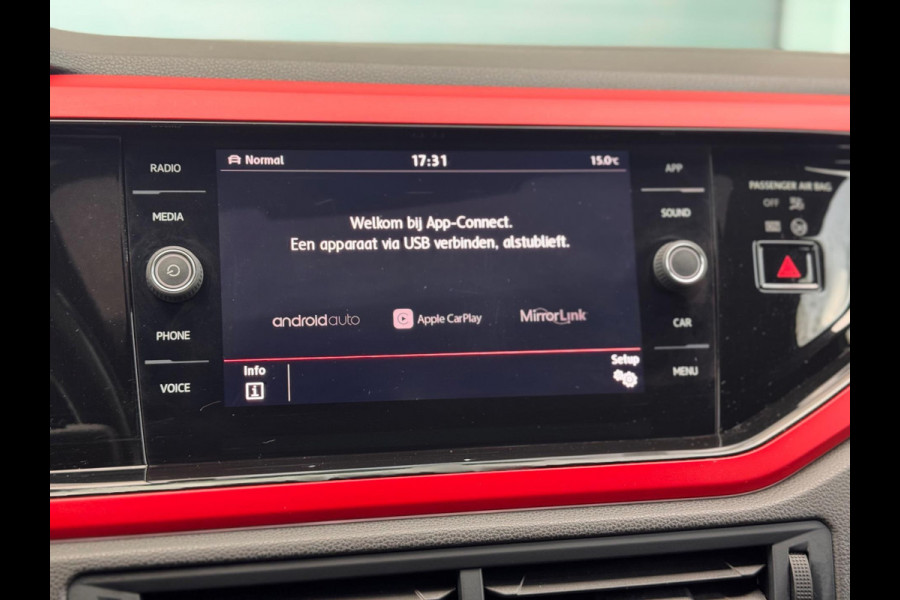 RADIO
MEDIA
PHONE
VOICE
Normal 17:31 15.0°C
Welkom bij App-Connect.
Een apparaat via USB verbinden, alstublieft.
androidauto Apple CarPlay MirrorLink
Info Setup
APP
SOUND
CAR
MENU
PASSENGER AIR BAG
OFF